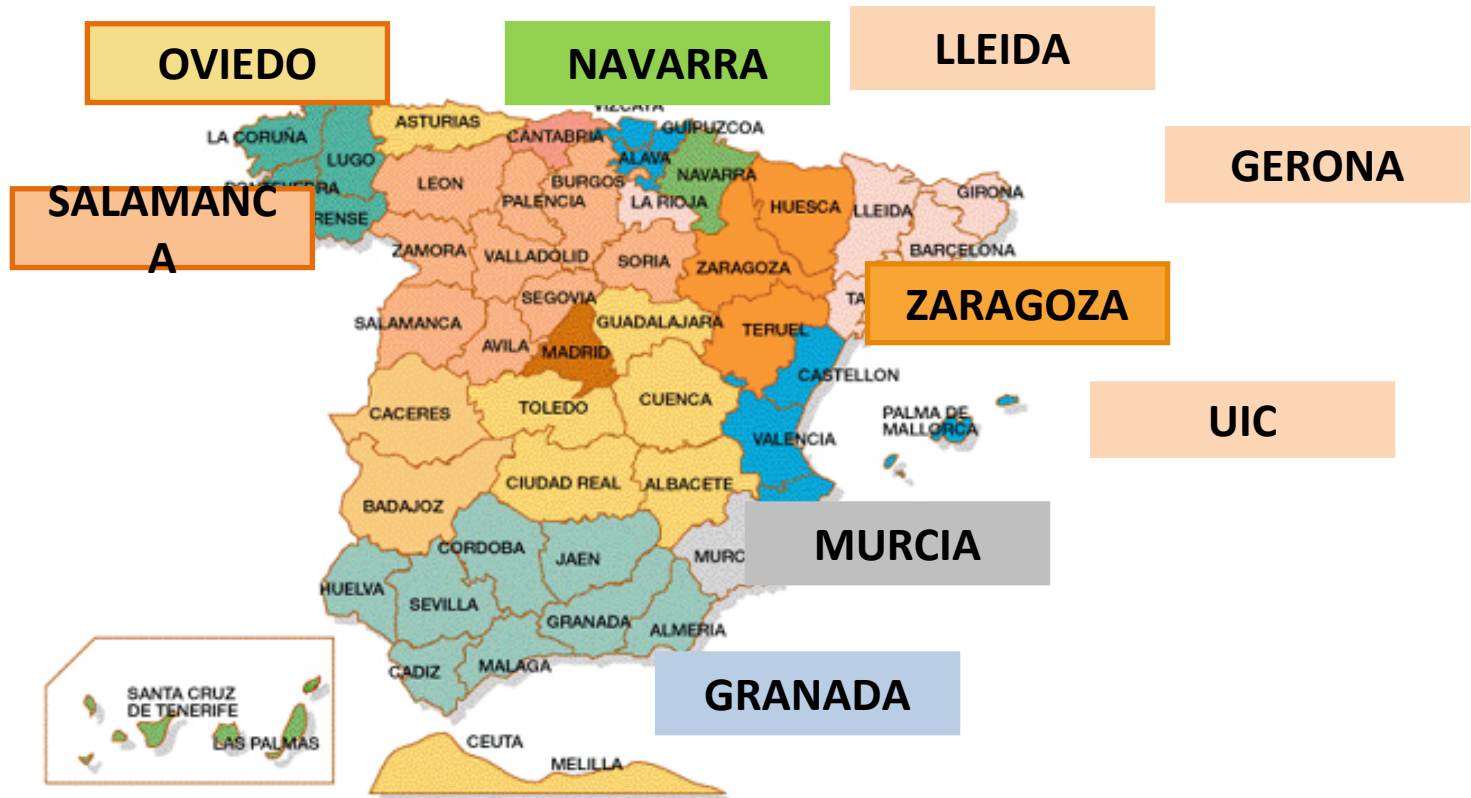 OVIEDO
NAVARRA
LLEIDA
GERONA
SALAMANC
A
ZARAGOZA
UIC
MURCIA
GRANADA
VIZCAYA
ASTURIAS
CANTABRIA
GUIPUZCOA
LA CORUÑA
LUGO
ALAVA
NAVARRA
LEON
BURGOS
PALENCIA
LA RIOJA
HUESCA
LLEIDA
GIRONA
BARCELONA
ZAMORA
VALLADOLID
SORIA
ZARAGOZA
SEGOVIA
SALAMANCA
AVILA
MADRID
GUADALAJARA
TERUEL
CASTELLON
CACERES
TOLEDO
CUENCA
VALENCIA
PALMA DE
MALLORCA
BADAJOZ
CIUDAD REAL
ALBACETE
CORDOBA
JAEN
HUELVA
SEVILLA
GRANADA
ALMERIA
CADIZ
MALAGA
SANTA CRUZ
DE TENERIFE
LAS PALMAS
CEUTA
MELILLA